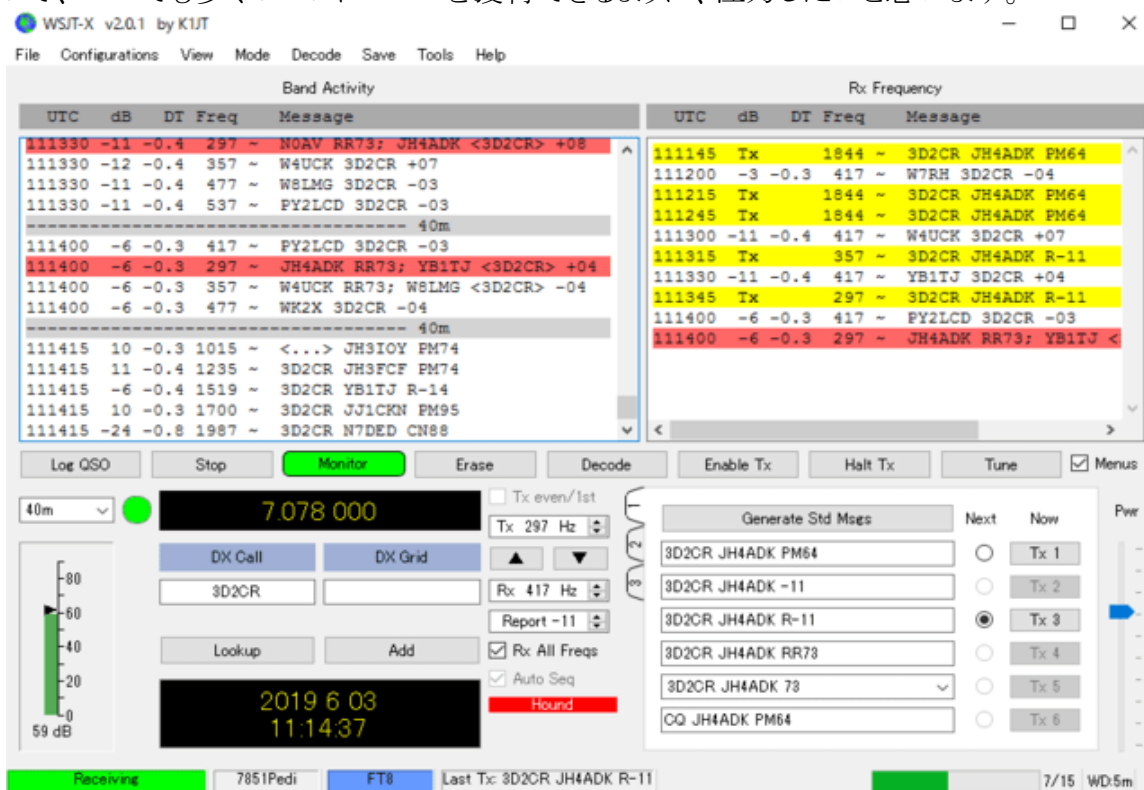 WSJT-X v2.0.1 by K1JT
File Configurations View Mode Decode Save Tools Help
Band Activity
UTC dB DT Freq Message
111330 -11 -0.4 297 ~ N0AV RR73; JH4ADK <3D2CR> +08
111330 -12 -0.4 357 ~ W4UCK 3D2CR +07
111330 -11 -0.4 477 ~ W8LMG 3D2CR -03
111330 -11 -0.4 537 ~ PY2LCD 3D2CR -03
------------------------------------ 40m
111400 -6 -0.3 417 ~ PY2LCD 3D2CR -03
111400 -6 -0.3 297 ~ JH4ADK RR73; YB1TJ <3D2CR> +04
111400 -6 -0.3 357 ~ W4UCK RR73; W8LMG <3D2CR> -04
111400 -6 -0.3 477 ~ WK2X 3D2CR -04
------------------------------------ 40m
111415 10 -0.3 1015 ~ <...> JH3IOY PM74
111415 11 -0.4 1235 ~ 3D2CR JH3FCF PM74
111415 -6 -0.4 1519 ~ 3D2CR YB1TJ R-14
111415 10 -0.3 1700 ~ 3D2CR JJ1CKN PM95
111415 -24 -0.8 1987 ~ 3D2CR N7DED CN88
Rx Frequency
UTC dB DT Freq Message
111145 Tx 1844 ~ 3D2CR JH4ADK PM64
111200 -3 -0.3 417 ~ W7RH 3D2CR -04
111215 Tx 1844 ~ 3D2CR JH4ADK PM64
111245 Tx 1844 ~ 3D2CR JH4ADK PM64
111300 -11 -0.4 417 ~ W4UCK 3D2CR +07
111315 Tx 357 ~ 3D2CR JH4ADK R-11
111330 -11 -0.4 417 ~ YB1TJ 3D2CR +04
111345 Tx 297 ~ 3D2CR JH4ADK R-11
111400 -6 -0.3 417 ~ PY2LCD 3D2CR -03
111400 -6 -0.3 297 ~ JH4ADK RR73; YB1TJ <
Log QSO Stop Monitor Erase Decode Enable Tx Halt Tx Tune Menus
40m
7.078 000
DX Call DX Grid
3D2CR
Lookup Add
2019 6 03
11:14:37
-80
-60
-40
-20
-0
59 dB
Tx even/1st
Tx 297 Hz
Rx 417 Hz
Report -11
Rx All Freqs
Auto Seq
Hound
1
2
3
Generate Std Msgs Next Now
3D2CR JH4ADK PM64 Tx 1
3D2CR JH4ADK -11 Tx 2
3D2CR JH4ADK R-11 Tx 3
3D2CR JH4ADK RR73 Tx 4
3D2CR JH4ADK 73 Tx 5
CQ JH4ADK PM64 Tx 6
Pwr
Receiving 7851Pedi FT8 Last Tx: 3D2CR JH4ADK R-11 7/15 WD:5m